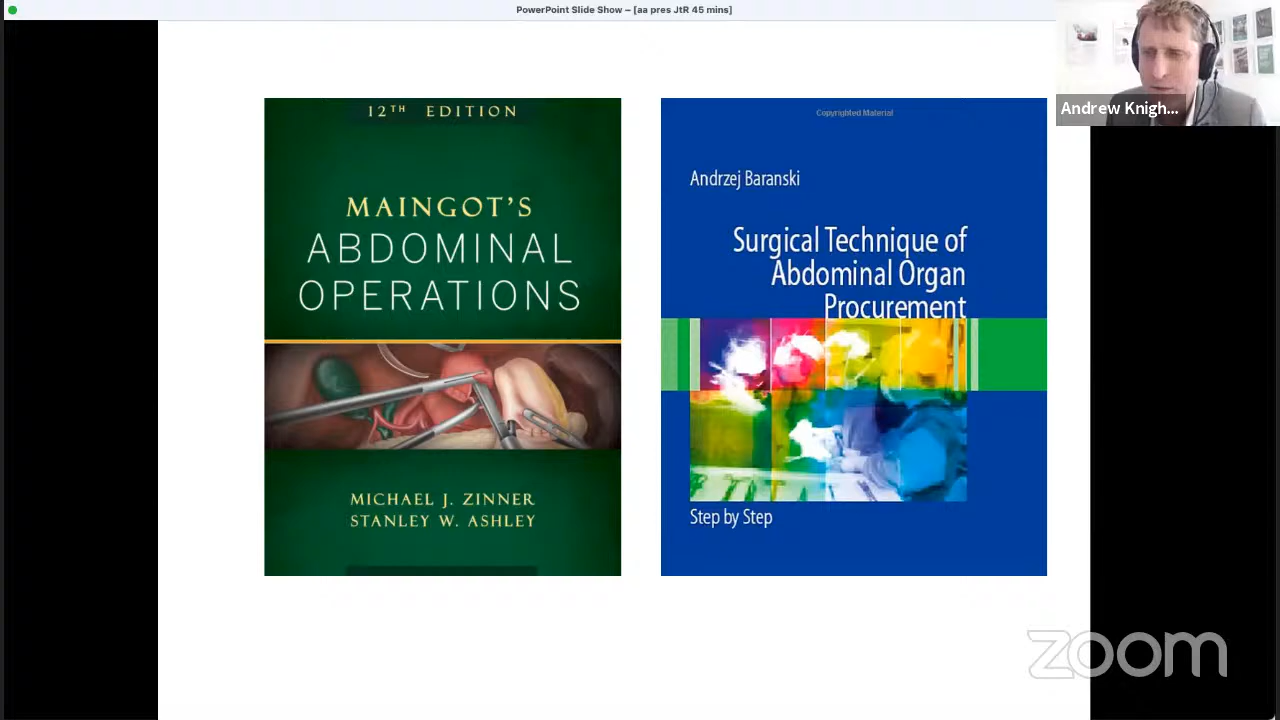 PowerPoint Slide Show – [aa pres JtR 45 mins]
Andrew Knigh...
12TH EDITION
MAINGOT'S
ABDOMINAL
OPERATIONS
MICHAEL J. ZINNER
STANLEY W. ASHLEY
Copyrighted Material
Andrzej Baranski
Surgical Technique of
Abdominal Organ
Procurement
Step by Step
zoom